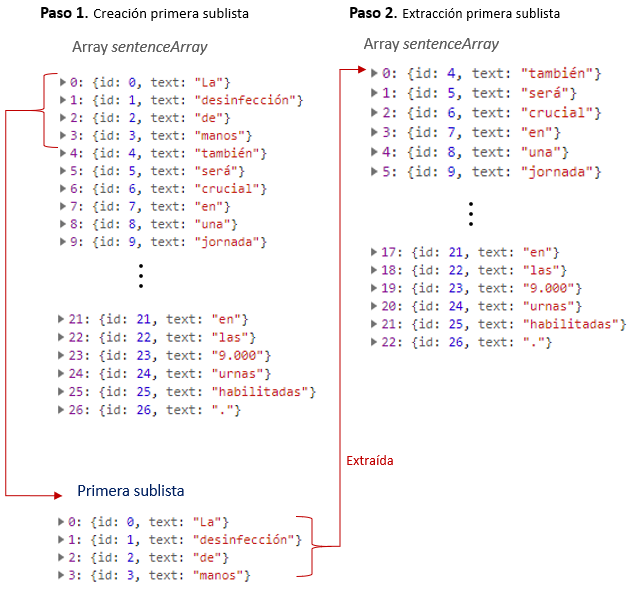 Paso 1. Creación primera sublista
Array sentenceArray
0: {id: 0, text: "La"}
1: {id: 1, text: "desinfección"}
2: {id: 2, text: "de"}
3: {id: 3, text: "manos"}
4: {id: 4, text: "también"}
5: {id: 5, text: "será"}
6: {id: 6, text: "crucial"}
7: {id: 7, text: "en"}
8: {id: 8, text: "una"}
9: {id: 9, text: "jornada"}
21: {id: 21, text: "en"}
22: {id: 22, text: "las"}
23: {id: 23, text: "9.000"}
24: {id: 24, text: "urnas"}
25: {id: 25, text: "habilitadas"}
26: {id: 26, text: "."}
Primera sublista
0: {id: 0, text: "La"}
1: {id: 1, text: "desinfección"}
2: {id: 2, text: "de"}
3: {id: 3, text: "manos"}
Paso 2. Extracción primera sublista
Array sentenceArray
0: {id: 4, text: "también"}
1: {id: 5, text: "será"}
2: {id: 6, text: "crucial"}
3: {id: 7, text: "en"}
4: {id: 8, text: "una"}
5: {id: 9, text: "jornada"}
17: {id: 21, text: "en"}
18: {id: 22, text: "las"}
19: {id: 23, text: "9.000"}
20: {id: 24, text: "urnas"}
21: {id: 25, text: "habilitadas"}
22: {id: 26, text: "."}
Extraída